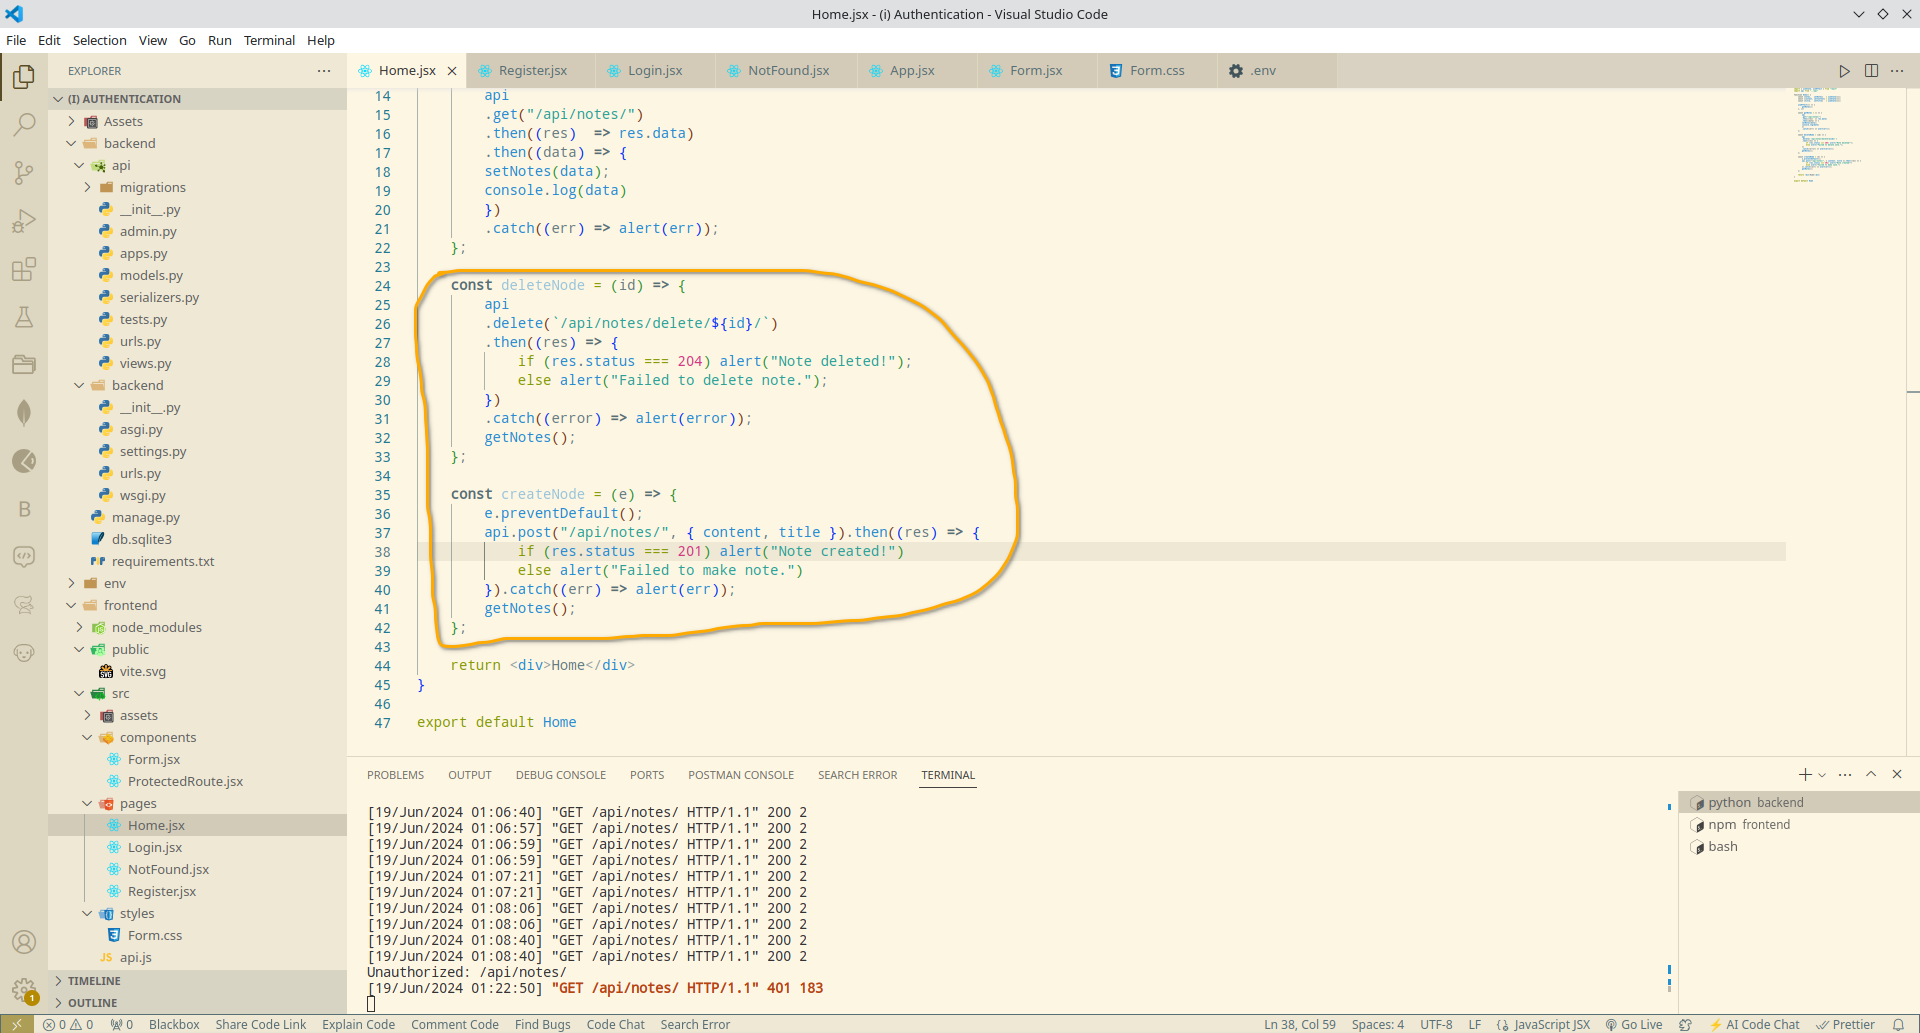 Home.jsx - (i) Authentication - Visual Studio Code
File Edit Selection View Go Run Terminal Help
EXPLORER
(I) AUTHENTICATION
Assets
backend
api
migrations
__init__.py
admin.py
apps.py
models.py
serializers.py
tests.py
urls.py
views.py
backend
__init__.py
asgi.py
settings.py
urls.py
wsgi.py
manage.py
db.sqlite3
requirements.txt
env
frontend
node_modules
public
vite.svg
src
assets
components
Form.jsx
ProtectedRoute.jsx
pages
Home.jsx
Login.jsx
NotFound.jsx
Register.jsx
styles
Form.css
JS api.js
TIMELINE
OUTLINE
B
1
Home.jsx Register.jsx Login.jsx NotFound.jsx App.jsx Form.jsx Form.css .env
14 api
15 .get("/api/notes/")
16 .then((res)  => res.data)
17 .then((data) => {
18 setNotes(data);
19 console.log(data)
20 })
21 .catch((err) => alert(err));
22 };
23
24 const deleteNode = (id) => {
25 api
26 .delete(`/api/notes/delete/${id}/`)
27 .then((res) => {
28 if (res.status === 204) alert("Note deleted!");
29 else alert("Failed to delete note.");
30 })
31 .catch((error) => alert(error));
32 getNotes();
33 };
34
35 const createNode = (e) => {
36 e.preventDefault();
37 api.post("/api/notes/", { content, title }).then((res) => {
38 if (res.status === 201) alert("Note created!")
39 else alert("Failed to make note.")
40 }).catch((err) => alert(err));
41 getNotes();
42 };
43
44 return <div>Home</div>
45 }
46
47 export default Home
PROBLEMS OUTPUT DEBUG CONSOLE PORTS POSTMAN CONSOLE SEARCH ERROR TERMINAL
[19/Jun/2024 01:06:40] "GET /api/notes/ HTTP/1.1" 200 2
[19/Jun/2024 01:06:57] "GET /api/notes/ HTTP/1.1" 200 2
[19/Jun/2024 01:06:59] "GET /api/notes/ HTTP/1.1" 200 2
[19/Jun/2024 01:06:59] "GET /api/notes/ HTTP/1.1" 200 2
[19/Jun/2024 01:07:21] "GET /api/notes/ HTTP/1.1" 200 2
[19/Jun/2024 01:07:21] "GET /api/notes/ HTTP/1.1" 200 2
[19/Jun/2024 01:08:06] "GET /api/notes/ HTTP/1.1" 200 2
[19/Jun/2024 01:08:06] "GET /api/notes/ HTTP/1.1" 200 2
[19/Jun/2024 01:08:40] "GET /api/notes/ HTTP/1.1" 200 2
[19/Jun/2024 01:08:40] "GET /api/notes/ HTTP/1.1" 200 2
Unauthorized: /api/notes/
[19/Jun/2024 01:22:50] "GET /api/notes/ HTTP/1.1" 401 183
python backend
npm frontend
bash
0 0 0 Blackbox Share Code Link Explain Code Comment Code Find Bugs Code Chat Search Error Ln 38, Col 59 Spaces: 4 UTF-8 LF {} JavaScript JSX Go Live AI Code Chat Prettier